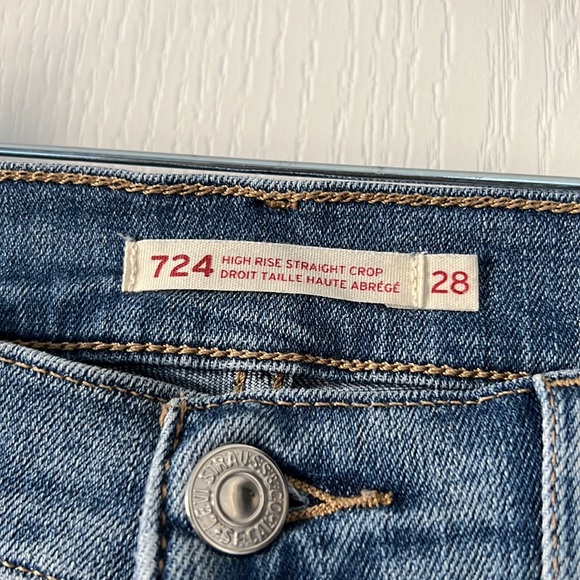 724
HIGH RISE STRAIGHT CROP
DROIT TAILLE HAUTE ABRÉGÉ
28
LEVI STRAUSS & CO
S.F. CAL